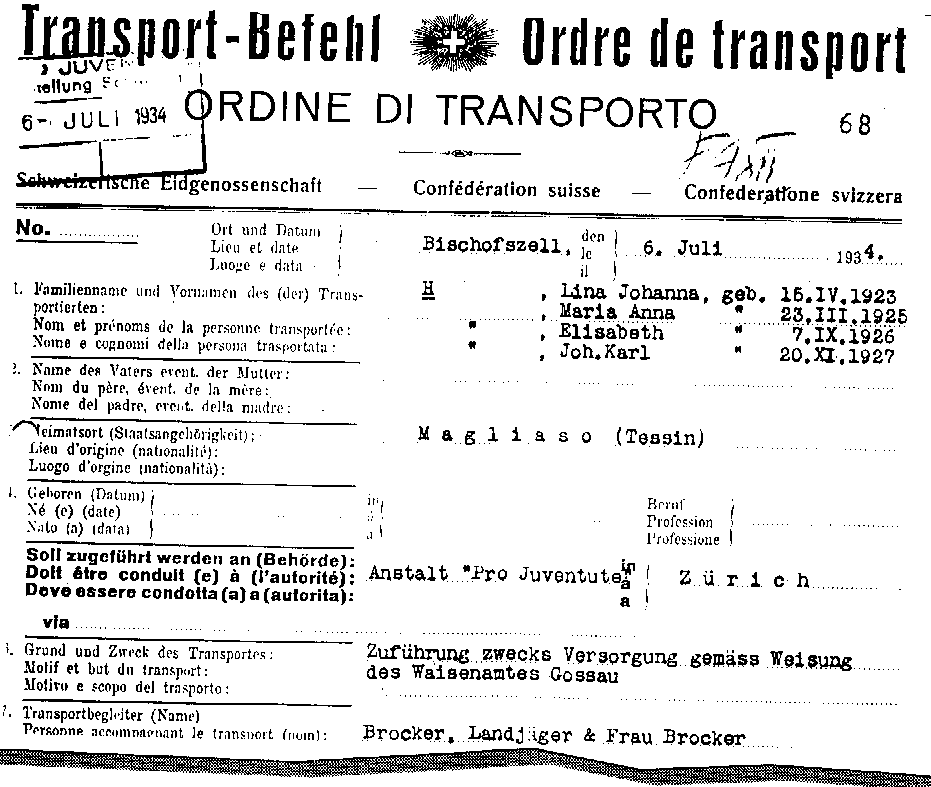 Transport-Befehl Ordre de transport
JUVEN
tellung
6- JULI 1934
ORDINE DI TRANSPORTO
68
Schweizerische Eidgenossenschaft — Confédération suisse — Confederatione svizzera
No. Ort und Datum
Lieu et date
Luoge e data
Bischofszell, den 6. Juli 1934.
le
il
1. Familienname und Vornamen des (der) Trans-
portierten:
Nom et prénoms de la personne transportée:
Nome e cognomi della persona trasportata:
H , Lina Johanna, geb. 15.IV.1923
, Maria Anna " 23.III.1925
" , Elisabeth " 7.IX.1926
" , Joh.Karl " 20.XI.1927
2. Name des Vaters event. der Mutter:
Nom du père, évent. de la mère:
Nome del padre, event. della madre:
Heimatsort (Staatsangehörigkeit):
Lieu d'origine (nationalité):
Luogo d'orgine (nationalità):
Magliaso (Tessin)
4. Geboren (Datum) in Beruf
Né (e) (date) à Profession
Nato (a) (data) a Professione
Soll zugeführt werden an (Behörde):
Doit être conduit (e) à (l'autorité):
Deve essere condotta (a) a (autorita):
Anstalt "Pro Juventute" in Zürich
à
a
via
Grund und Zweck des Transportes:
Motif et but du transport:
Motivo e scopo del trasporto:
Zuführung zwecks Versorgung gemäss Weisung
des Waisenamtes Gossau
7. Transportbegleiter (Name)
Personne accompagnant le transport (nom):
Brocker, Landjäger & Frau Brocker